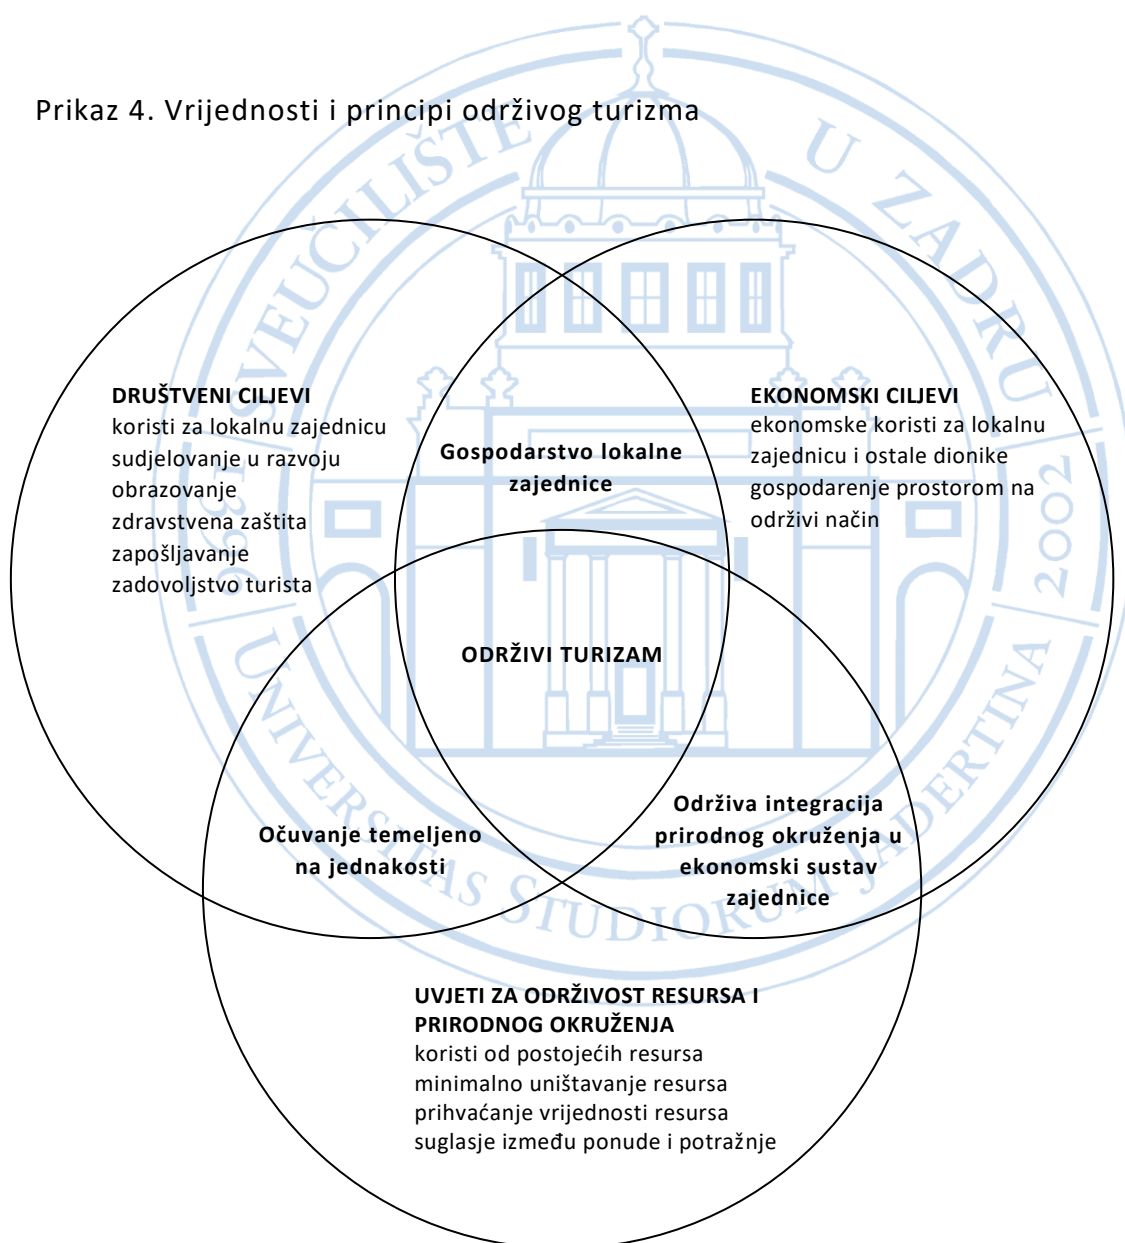 Prikaz 4. Vrijednosti i principi održivog turizma
SVEUČILIŠTE U ZADRU
1396
2002
UNIVERSITAS STUDIORUM JADERTINA
DRUŠTVENI CILJEVI
koristi za lokalnu zajednicu
sudjelovanje u razvoju
obrazovanje
zdravstvena zaštita
zapošljavanje
zadovoljstvo turista
Gospodarstvo lokalne
zajednice
EKONOMSKI CILJEVI
ekonomske koristi za lokalnu
zajednicu i ostale dionike
gospodarenje prostorom na
održivi način
ODRŽIVI TURIZAM
Očuvanje temeljeno
na jednakosti
Održiva integracija
prirodnog okruženja u
ekonomski sustav
zajednice
UVJETI ZA ODRŽIVOST RESURSA I
PRIRODNOG OKRUŽENJA
koristi od postojećih resursa
minimalno uništavanje resursa
prihvaćanje vrijednosti resursa
suglasje između ponude i potražnje